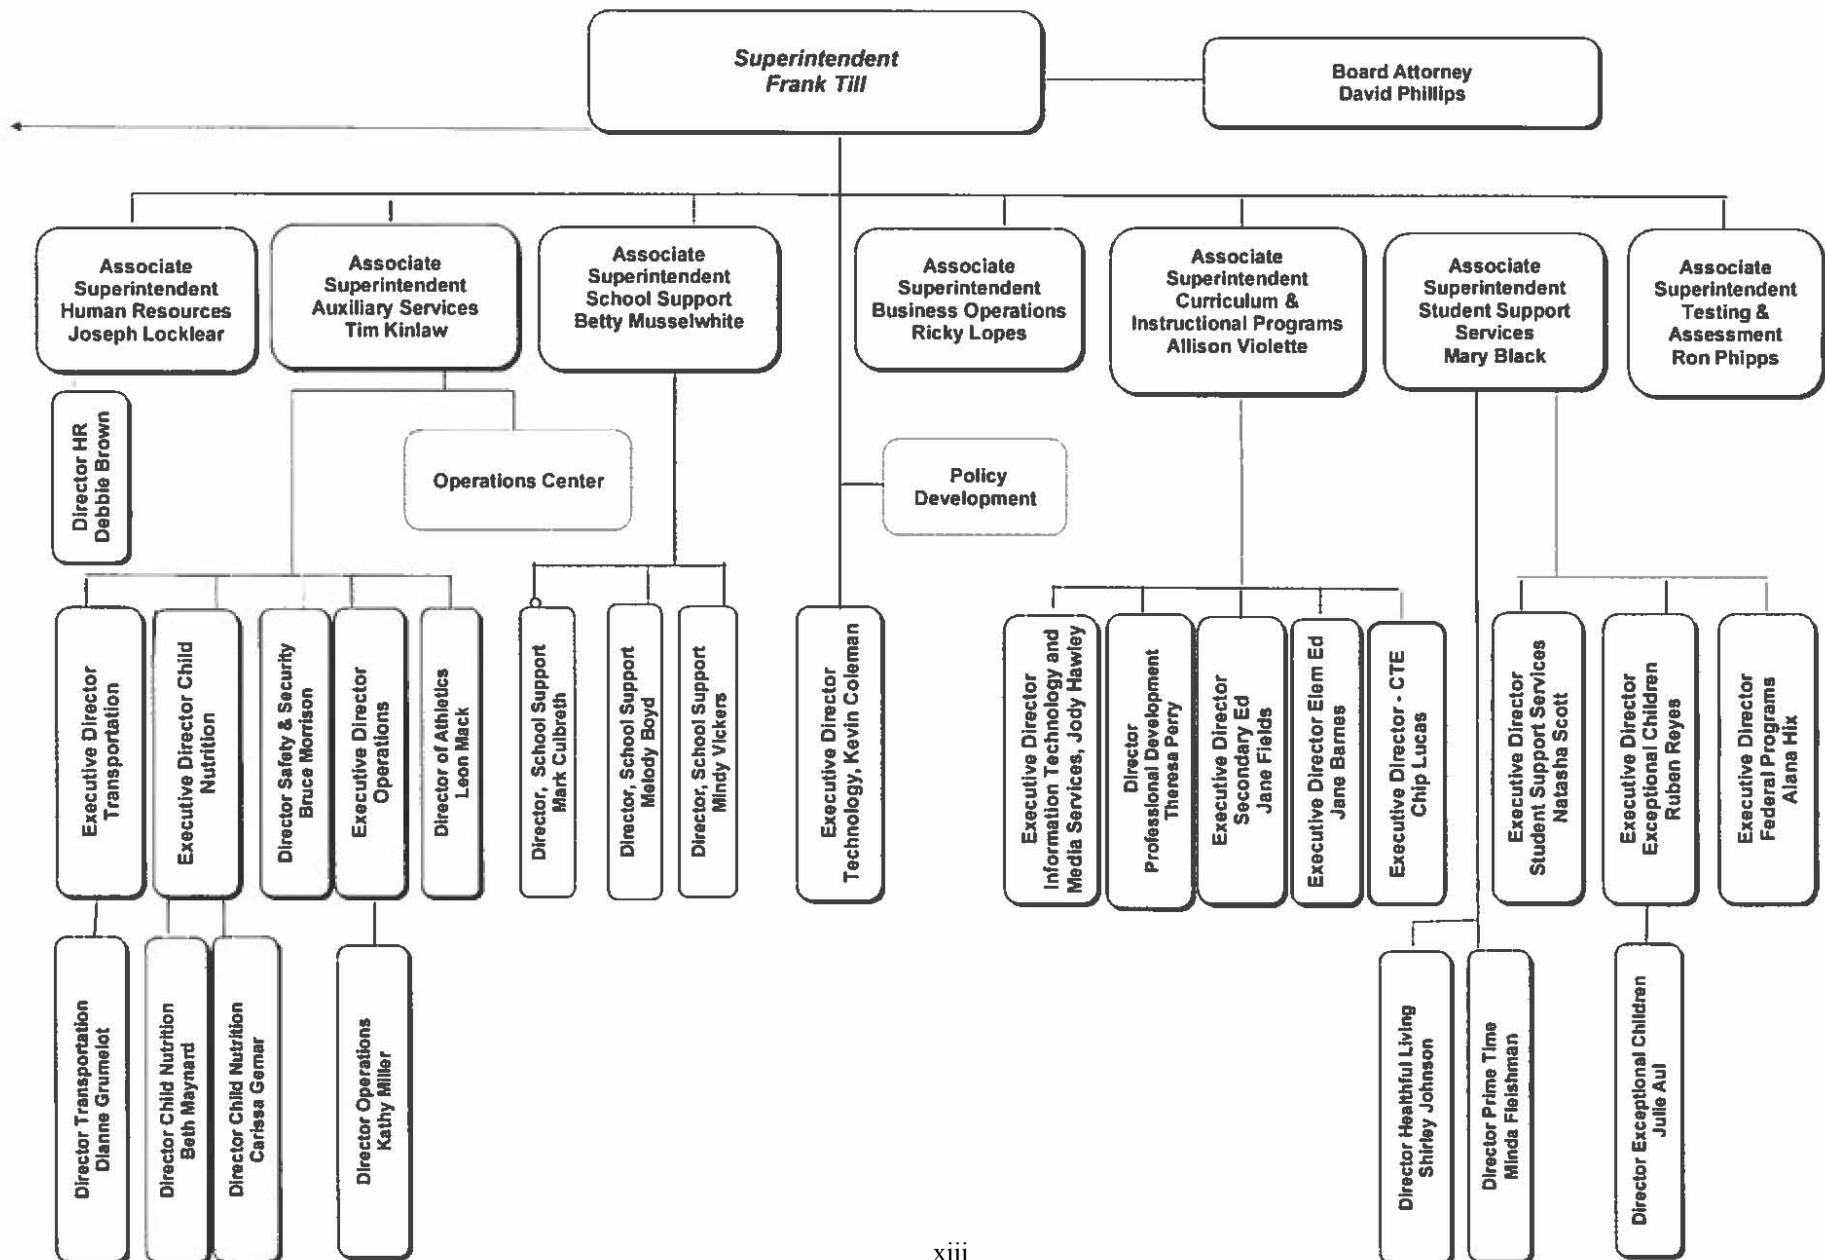 Superintendent
Frank Till
Board Attorney
David Phillips
Associate
Superintendent
Human Resources
Joseph Locklear
Associate
Superintendent
Auxiliary Services
Tim Kinlaw
Associate
Superintendent
School Support
Betty Musselwhite
Associate
Superintendent
Business Operations
Ricky Lopes
Associate
Superintendent
Curriculum &
Instructional Programs
Allison Violette
Associate
Superintendent
Student Support
Services
Mary Black
Associate
Superintendent
Testing &
Assessment
Ron Phipps
Director HR
Debbie Brown
Operations Center
Policy
Development
Executive Director
Transportation
Executive Director Child
Nutrition
Director Safety & Security
Bruce Morrison
Executive Director
Operations
Director of Athletics
Leon Mack
Director, School Support
Mark Culbreth
Director, School Support
Melody Boyd
Director, School Support
Mindy Vickers
Executive Director
Technology, Kevin Coleman
Executive Director
Information Technology and
Media Services, Jody Hawley
Director
Professional Development
Theresa Perry
Executive Director
Secondary Ed
Jane Fields
Executive Director Elem Ed
Jane Barnes
Executive Director - CTE
Chip Lucas
Executive Director
Student Support Services
Natasha Scott
Executive Director
Exceptional Children
Ruben Reyes
Executive Director
Federal Programs
Alana Hix
Director Transportation
Dianne Grumelot
Director Child Nutrition
Beth Maynard
Director Child Nutrition
Carissa Gemar
Director Operations
Kathy Miller
Director Healthful Living
Shirley Johnson
Director Prime Time
Minda Fleishman
Director Exceptional Children
Julie Aul
xiii